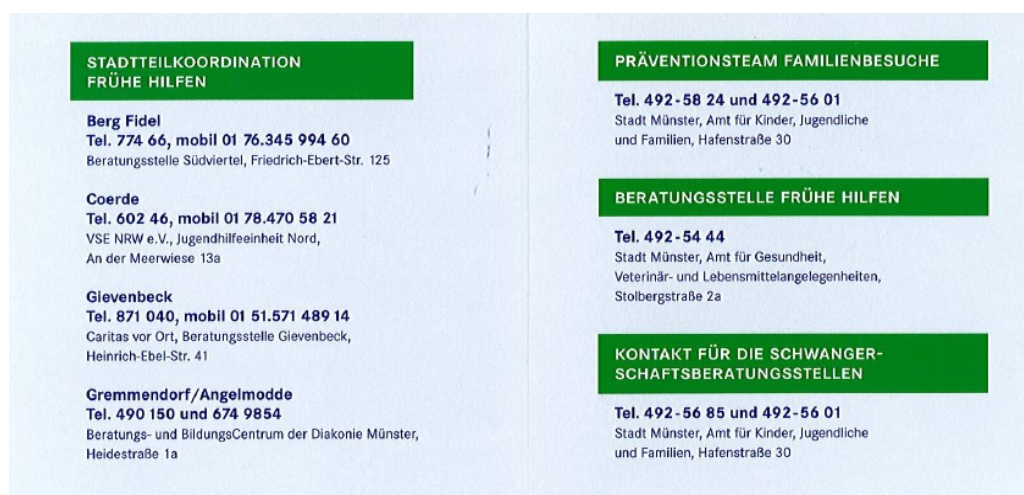 STADTTEILKOORDINATION
FRÜHE HILFEN
Berg Fidel
Tel. 774 66, mobil 01 76.345 994 60
Beratungsstelle Südviertel, Friedrich-Ebert-Str. 125
Coerde
Tel. 602 46, mobil 01 78.470 58 21
VSE NRW e.V., Jugendhilfeeinheit Nord,
An der Meerwiese 13a
Gievenbeck
Tel. 871 040, mobil 01 51.571 489 14
Caritas vor Ort, Beratungsstelle Gievenbeck,
Heinrich-Ebel-Str. 41
Gremmendorf/Angelmodde
Tel. 490 150 und 674 9854
Beratungs- und BildungsCentrum der Diakonie Münster,
Heidestraße 1a
PRÄVENTIONSTEAM FAMILIENBESUCHE
Tel. 492-58 24 und 492-56 01
Stadt Münster, Amt für Kinder, Jugendliche
und Familien, Hafenstraße 30
BERATUNGSSTELLE FRÜHE HILFEN
Tel. 492-54 44
Stadt Münster, Amt für Gesundheit,
Veterinär- und Lebensmittelangelegenheiten,
Stolbergstraße 2a
KONTAKT FÜR DIE SCHWANGER-
SCHAFTSBERATUNGSSTELLEN
Tel. 492-56 85 und 492-56 01
Stadt Münster, Amt für Kinder, Jugendliche
und Familien, Hafenstraße 30